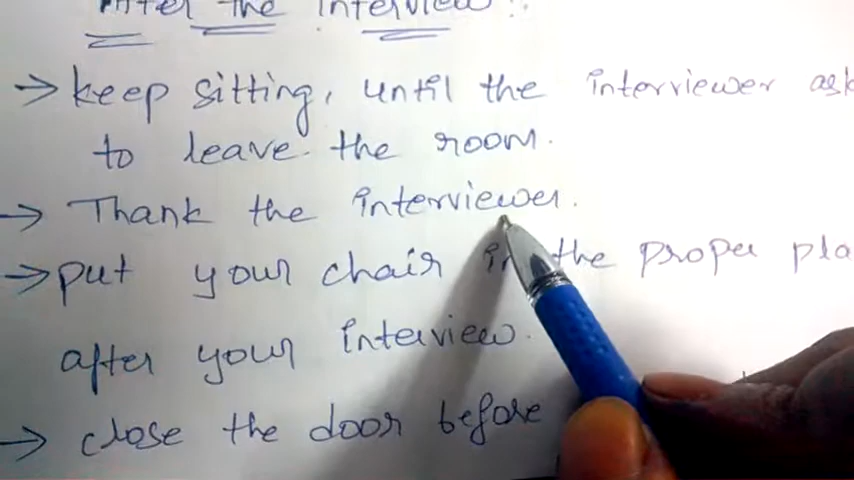 After the Interview :
→ keep sitting, until the interviewer ask
to leave the room.
→ Thank the interviewer.
→ put your chair in the proper pla
after your interview.
→ close the door before